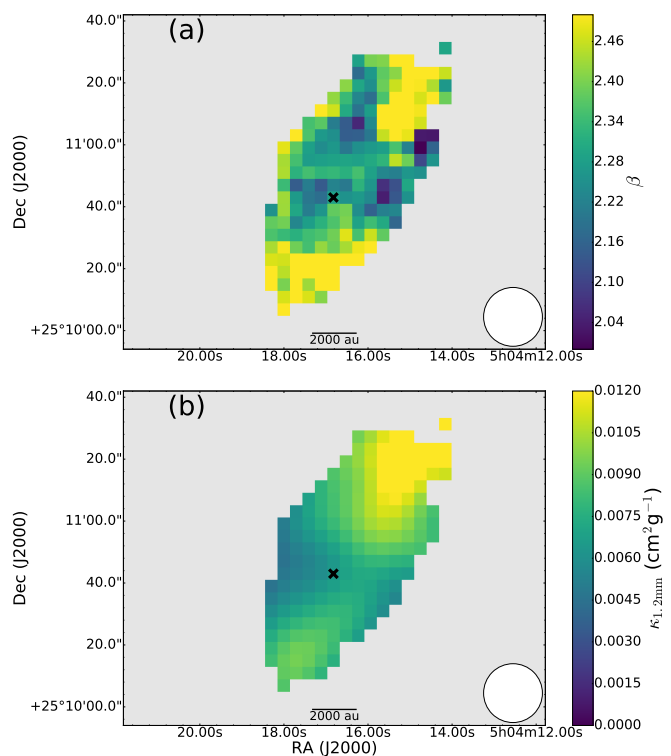 (a)
40.0"
20.0"
11'00.0"
40.0"
20.0"
+25°10'00.0"
Dec (J2000)
20.00s 18.00s 16.00s 14.00s 5h04m12.00s
2000 au
2.46
2.40
2.34
2.28
2.22
2.16
2.10
2.04
β
(b)
40.0"
20.0"
11'00.0"
40.0"
20.0"
+25°10'00.0"
Dec (J2000)
20.00s 18.00s 16.00s 14.00s 5h04m12.00s
RA (J2000)
2000 au
0.0120
0.0105
0.0090
0.0075
0.0060
0.0045
0.0030
0.0015
0.0000
κ1.2mm (cm²g⁻¹)